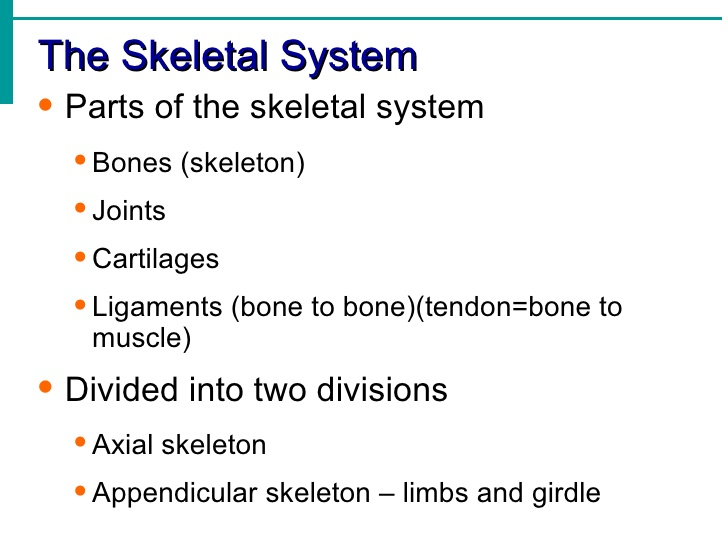 The Skeletal System
• Parts of the skeletal system
• Bones (skeleton)
• Joints
• Cartilages
• Ligaments (bone to bone)(tendon=bone to
muscle)
• Divided into two divisions
• Axial skeleton
• Appendicular skeleton – limbs and girdle